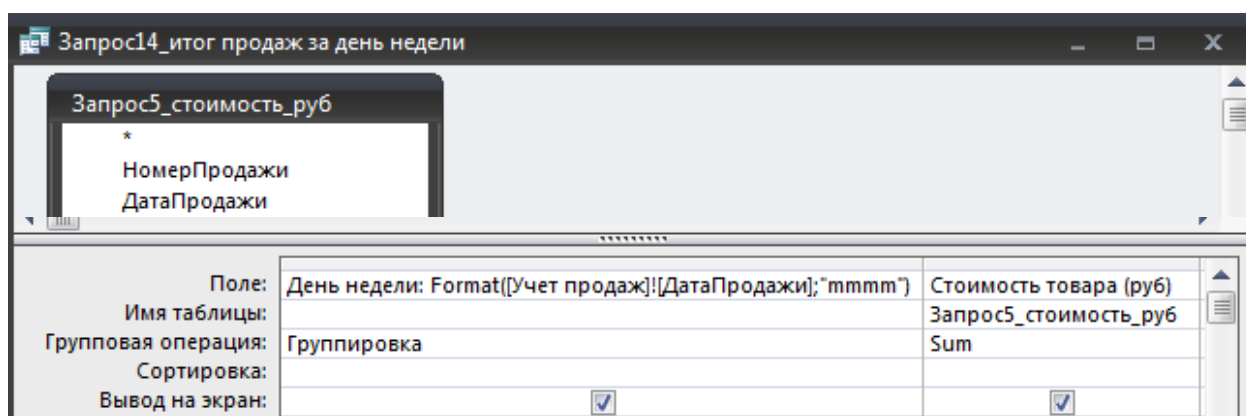 Запрос14_итог продаж за день недели
Запрос5_стоимость_руб
*
НомерПродажи
ДатаПродажи
Поле: День недели: Format([Учет продаж]![ДатаПродажи];"mmmm") Стоимость товара (руб)
Имя таблицы: Запрос5_стоимость_руб
Групповая операция: Группировка Sum
Сортировка:
Вывод на экран: